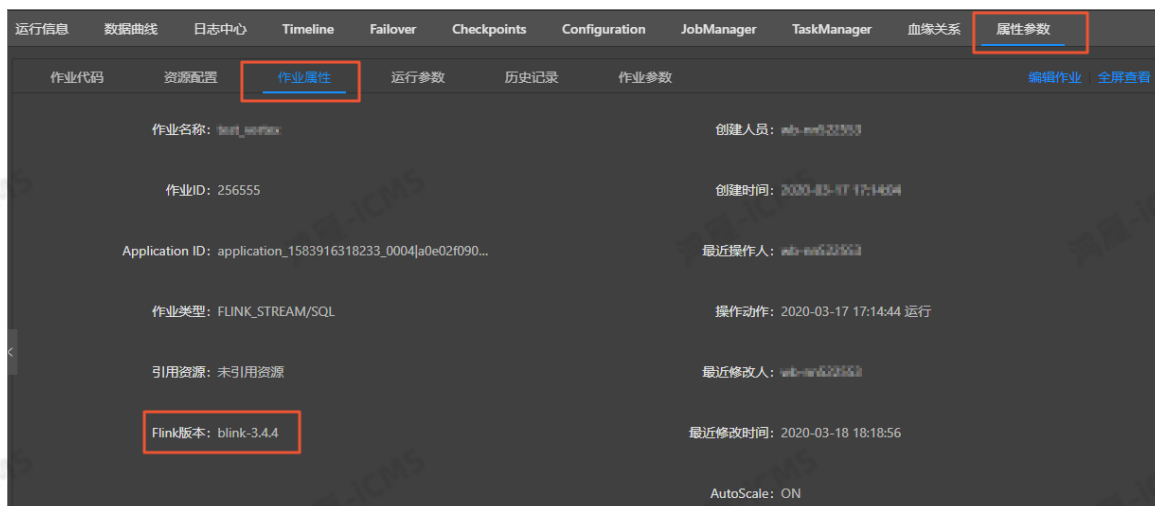 运行信息 数据曲线 日志中心 Timeline Failover Checkpoints Configuration JobManager TaskManager 血缘关系 属性参数
作业代码 资源配置 作业属性 运行参数 历史记录 作业参数 编辑作业 全屏查看
作业名称： 创建人员：
作业ID：256555 创建时间：2020-03-17 17:14:04
Application ID：application_1583916318233_0004|a0e02f090... 最近操作人：
作业类型：FLINK_STREAM/SQL 操作动作：2020-03-17 17:14:44 运行
引用资源：未引用资源 最近修改人：
Flink版本：blink-3.4.4 最近修改时间：2020-03-18 18:18:56
AutoScale：ON